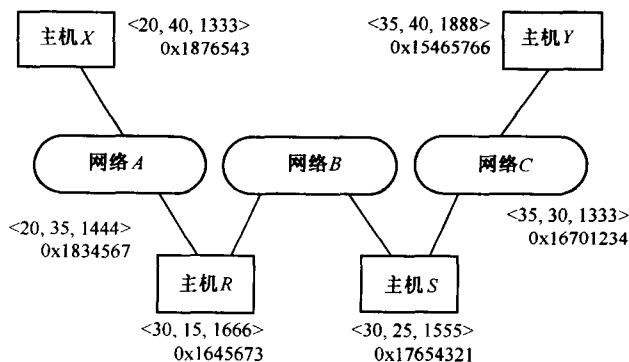 主机X
<20, 40, 1333>
0x1876543
<35, 40, 1888>
0x15465766
主机Y
网络A
网络B
网络C
<20, 35, 1444>
0x1834567
<35, 30, 1333>
0x16701234
主机R
主机S
<30, 15, 1666>
0x1645673
<30, 25, 1555>
0x17654321